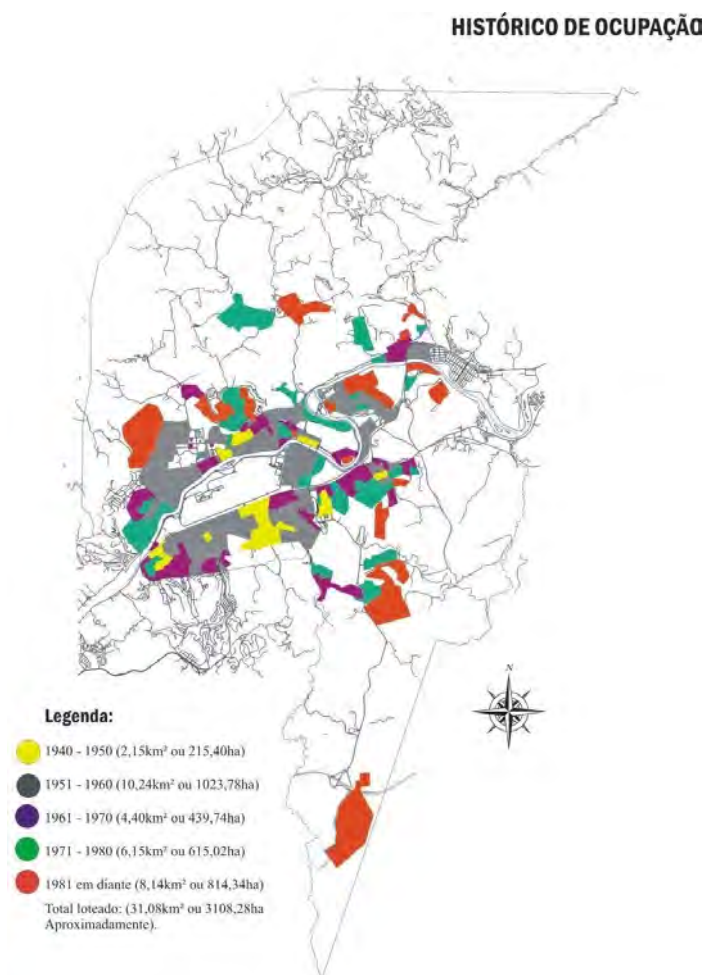 HISTÓRICO DE OCUPAÇÃO
N
Legenda:
1940 - 1950 (2,15km² ou 215,40ha)
1951 - 1960 (10,24km² ou 1023,78ha)
1961 - 1970 (4,40km² ou 439,74ha)
1971 - 1980 (6,15km² ou 615,02ha)
1981 em diante (8,14km² ou 814,34ha)
Total loteado: (31,08km² ou 3108,28ha
Aproximadamente).